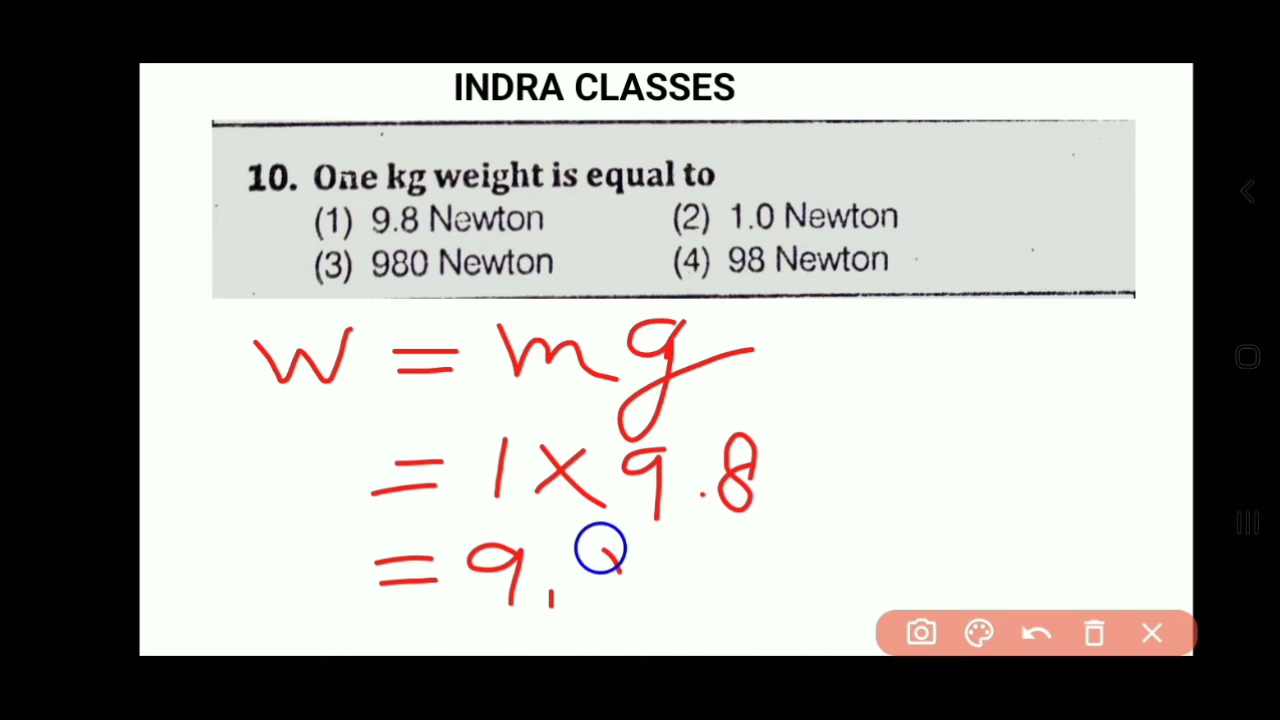 INDRA CLASSES
10. One kg weight is equal to
(1) 9.8 Newton (2) 1.0 Newton
(3) 980 Newton (4) 98 Newton
W = mg
= 1 × 9.8
= 9.